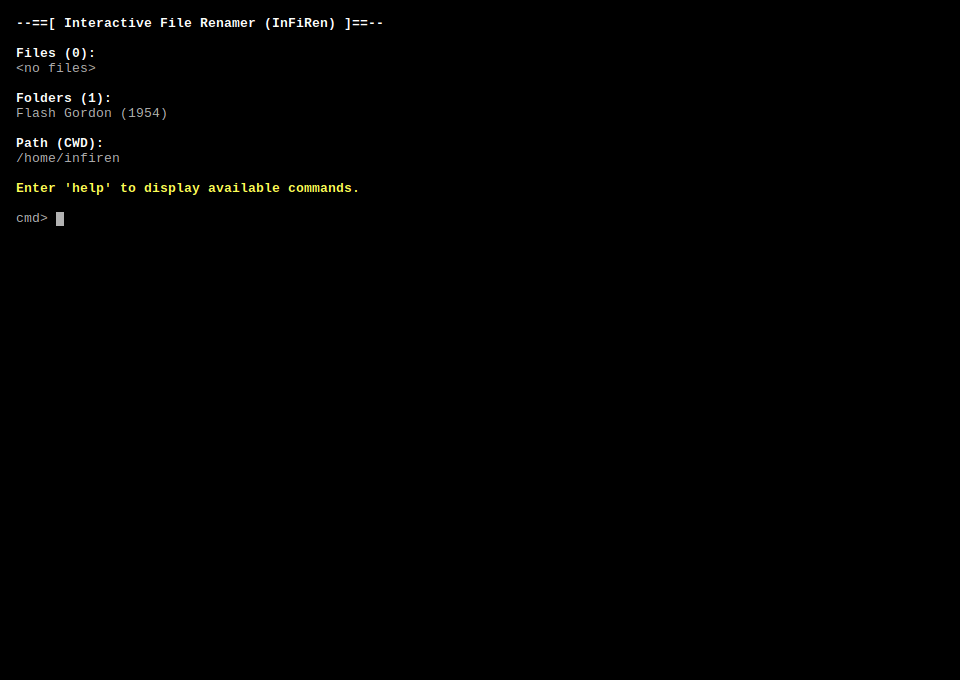 --==[ Interactive File Renamer (InFiRen) ]==--
Files (0):
<no files>
Folders (1):
Flash Gordon (1954)
Path (CWD):
/home/infiren
Enter 'help' to display available commands.
cmd>